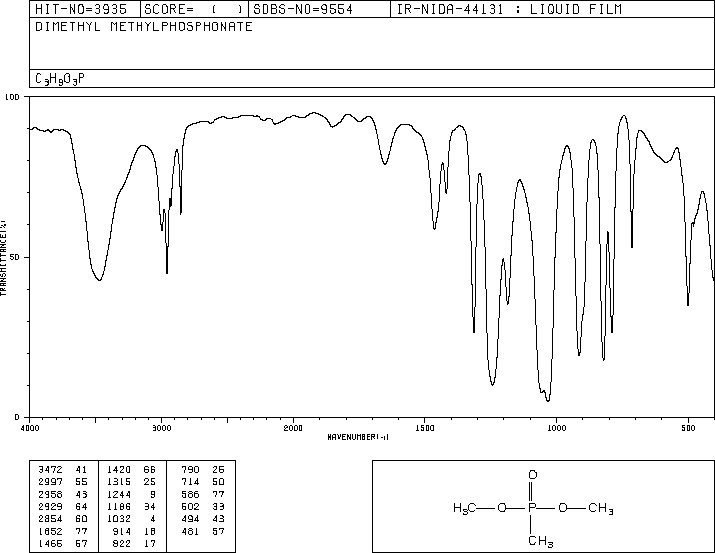 HIT-NO=3935 SCORE= ( ) SDBS-NO=9554 IR-NIDA-44131 : LIQUID FILM
DIMETHYL METHYLPHOSPHONATE
C3H9O3P
100
50
0
TRANSMITTANCE(%)
4000 3000 2000 1500 1000 500
WAVENUMBER(-1)
3472 41 1420 66 790 26
2997 55 1315 25 714 50
2958 43 1244 9 586 77
2929 64 1186 34 502 33
2854 60 1032 4 494 43
1652 77 914 18 481 57
1465 57 822 17
O
H3C O P O CH3
CH3